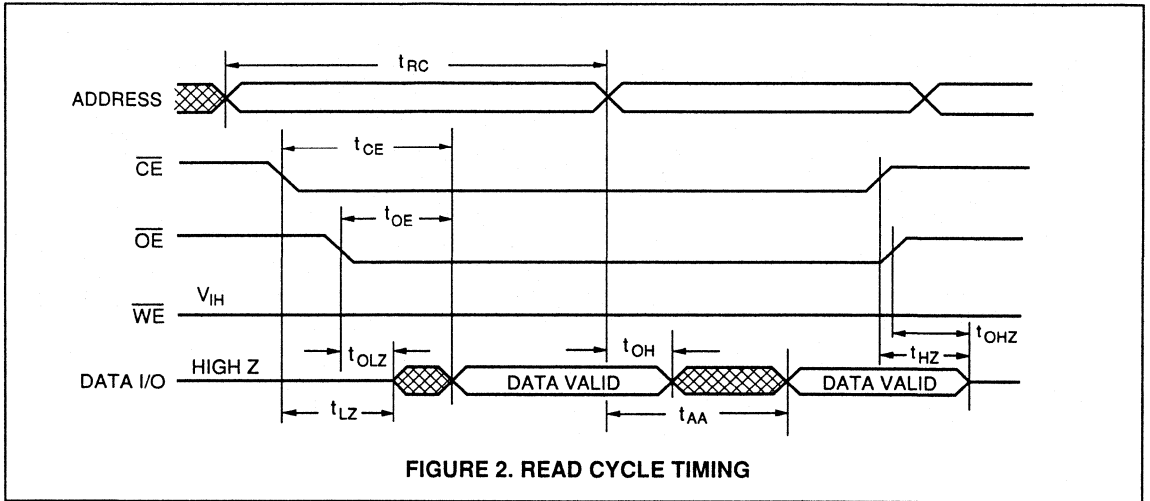 tRC
ADDRESS
tCE
CE
tOE
OE
VIH
WE
tOLZ
tOH
tOHZ
tHZ
HIGH Z
DATA I/O
DATA VALID
DATA VALID
tLZ
tAA
FIGURE 2. READ CYCLE TIMING